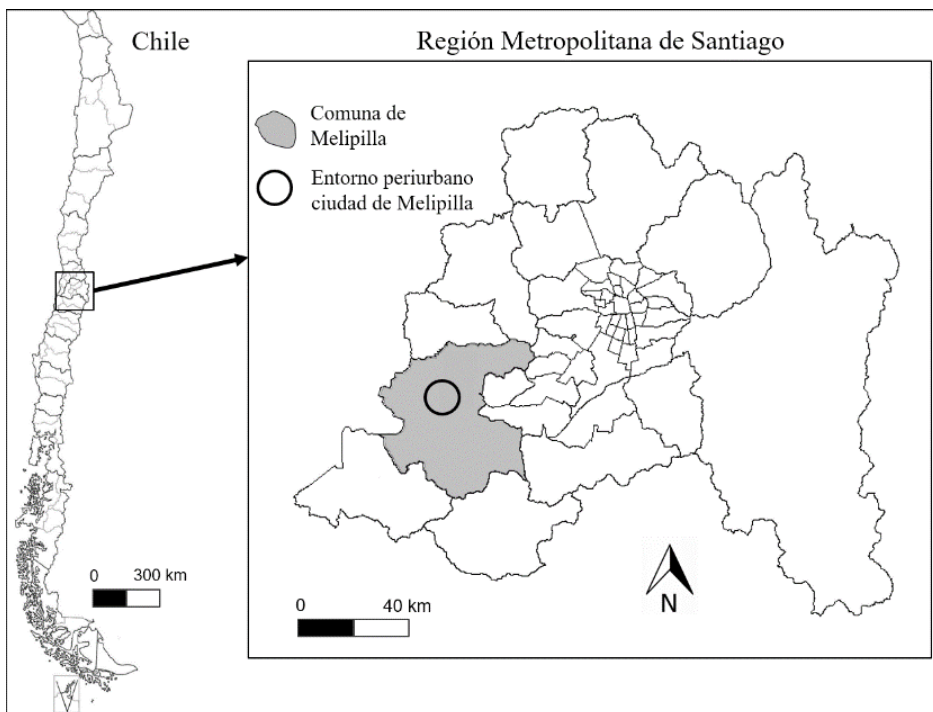 Chile
Región Metropolitana de Santiago
Comuna de
Melipilla
Entorno periurbano
ciudad de Melipilla
0 300 km
0 40 km
N